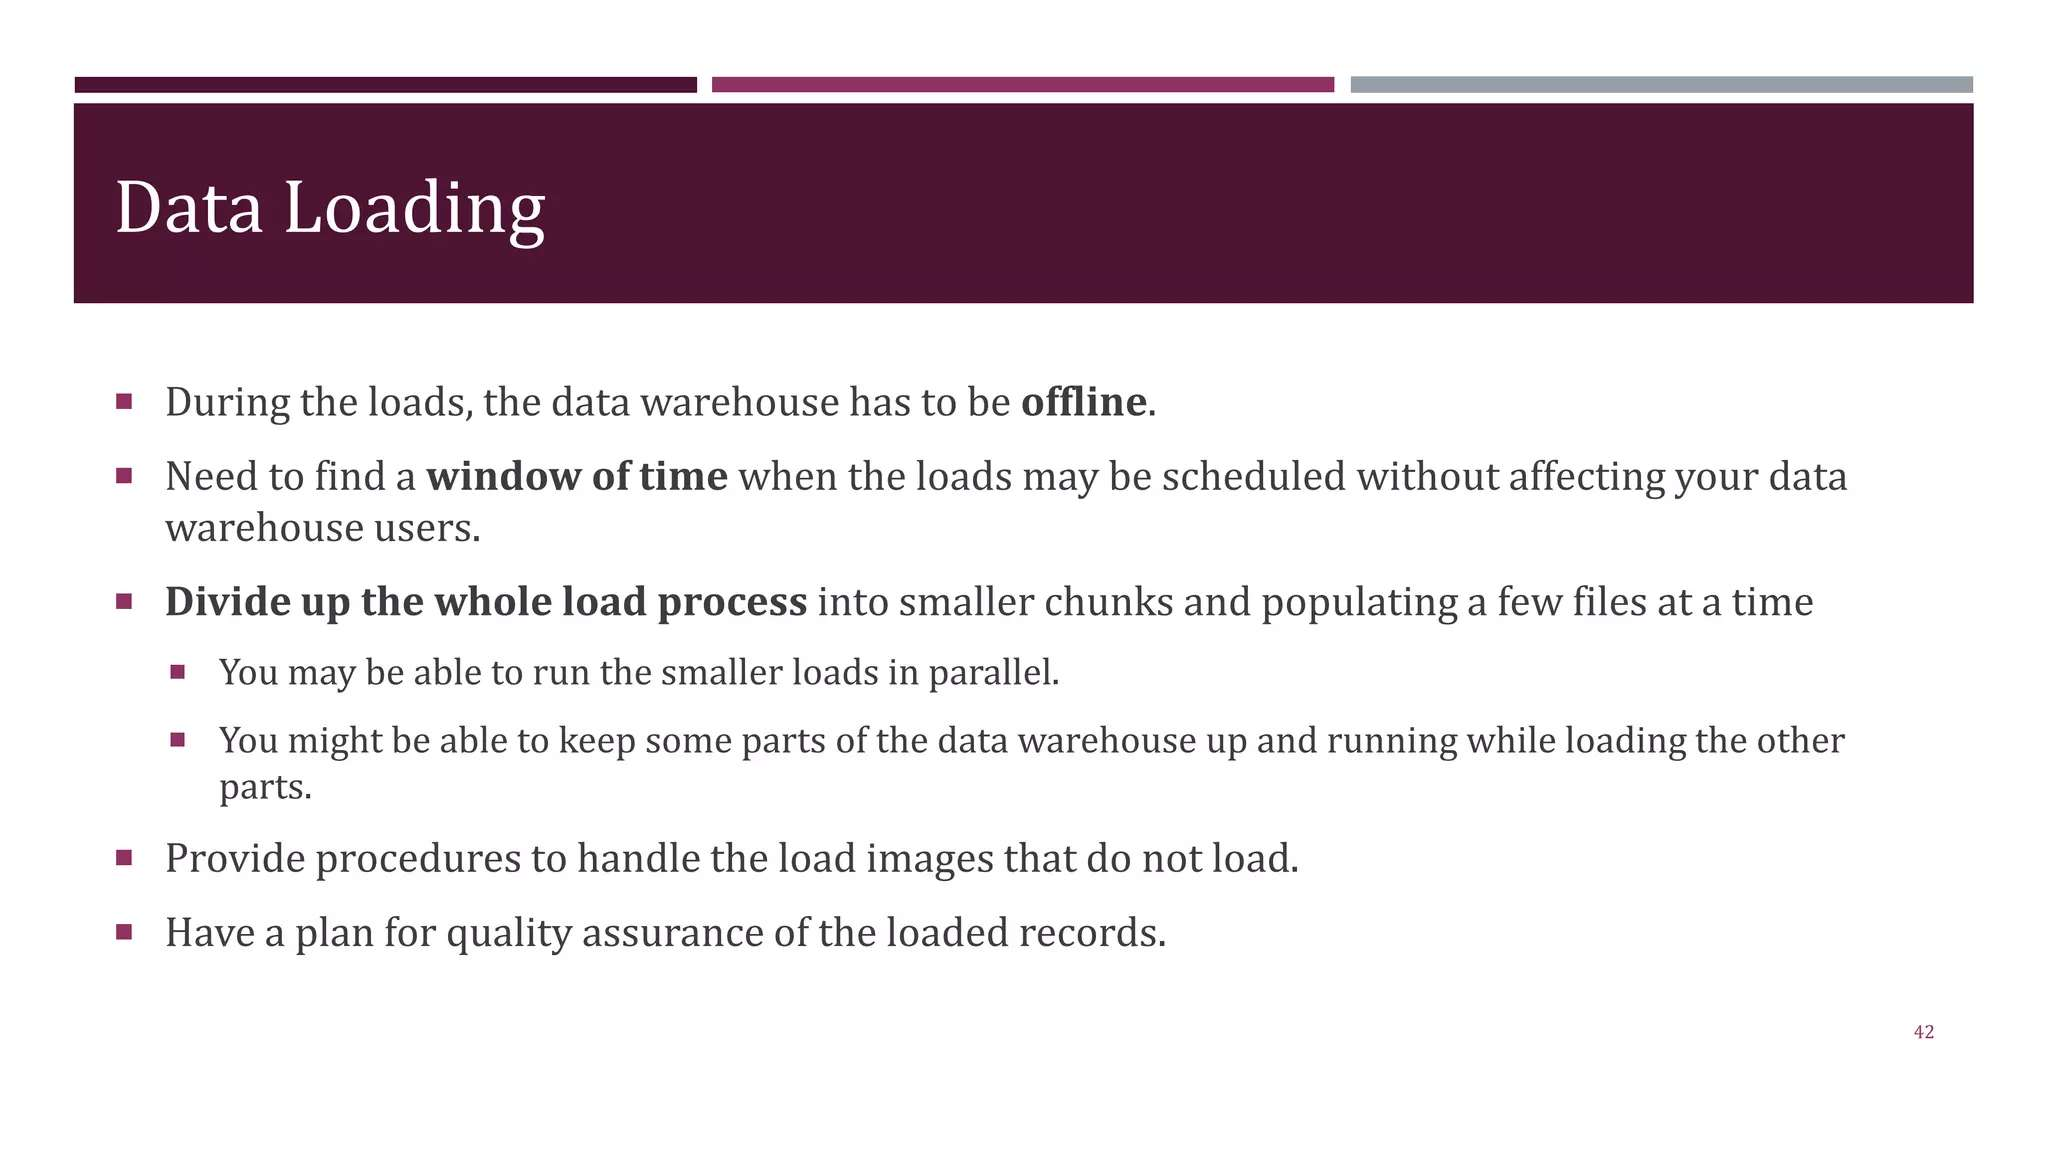 Data Loading
During the loads, the data warehouse has to be offline.
Need to find a window of time when the loads may be scheduled without affecting your data
warehouse users.
Divide up the whole load process into smaller chunks and populating a few files at a time
You may be able to run the smaller loads in parallel.
You might be able to keep some parts of the data warehouse up and running while loading the other
parts.
Provide procedures to handle the load images that do not load.
Have a plan for quality assurance of the loaded records.
42